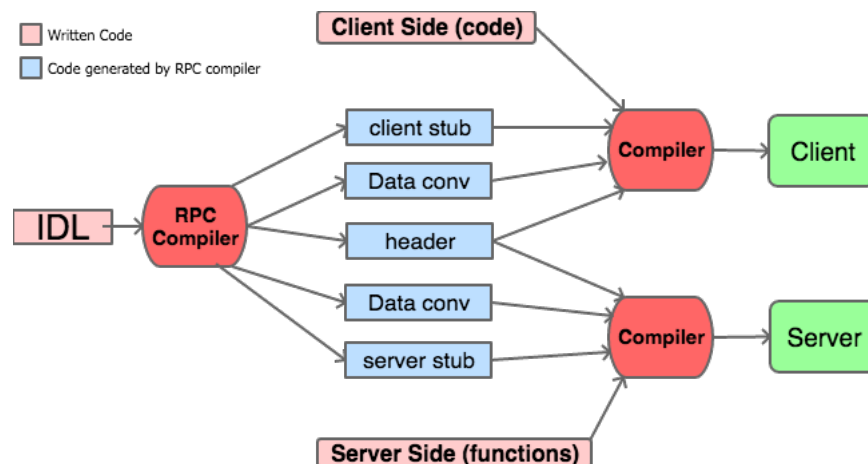 Client Side (code)
Written Code
Code generated by RPC compiler
client stub
Compiler
Client
Data conv
IDL
RPC
Compiler
header
Data conv
Compiler
Server
server stub
Server Side (functions)